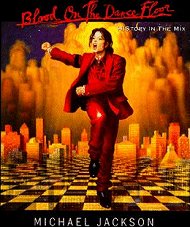 Blood On The Dance Floor
HIStory In The Mix
MICHAEL JACKSON